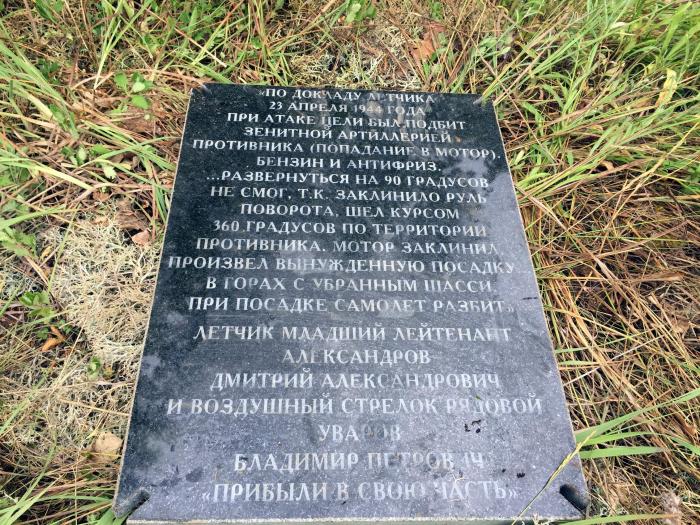 «ПО ДОКЛАДУ ЛЕТЧИКА
23 АПРЕЛЯ 1944 ГОДА
ПРИ АТАКЕ ЦЕЛИ БЫЛ ПОДБИТ
ЗЕНИТНОЙ АРТИЛЛЕРИЕЙ
ПРОТИВНИКА (ПОПАДАНИЕ В МОТОР).
БЕНЗИН И АНТИФРИЗ.
...РАЗВЕРНУТЬСЯ НА 90 ГРАДУСОВ
НЕ СМОГ, Т.К. ЗАКЛИНИЛО РУЛЬ
ПОВОРОТА, ШЕЛ КУРСОМ
360 ГРАДУСОВ ПО ТЕРРИТОРИИ
ПРОТИВНИКА. МОТОР ЗАКЛИНИЛ
ПРОИЗВЕЛ ВЫНУЖДЕННУЮ ПОСАДКУ...
В ГОРАХ С УБРАННЫМ ШАССИ.
ПРИ ПОСАДКЕ САМОЛЕТ РАЗБИТ»
ЛЕТЧИК МЛАДШИЙ ЛЕЙТЕНАНТ
АЛЕКСАНДРОВ
ДМИТРИЙ АЛЕКСАНДРОВИЧ
И ВОЗДУШНЫЙ СТРЕЛОК РЯДОВОЙ
УВАРОВ
ВЛАДИМИР ПЕТРОВИЧ
«ПРИБЫЛИ В СВОЮ ЧАСТЬ»